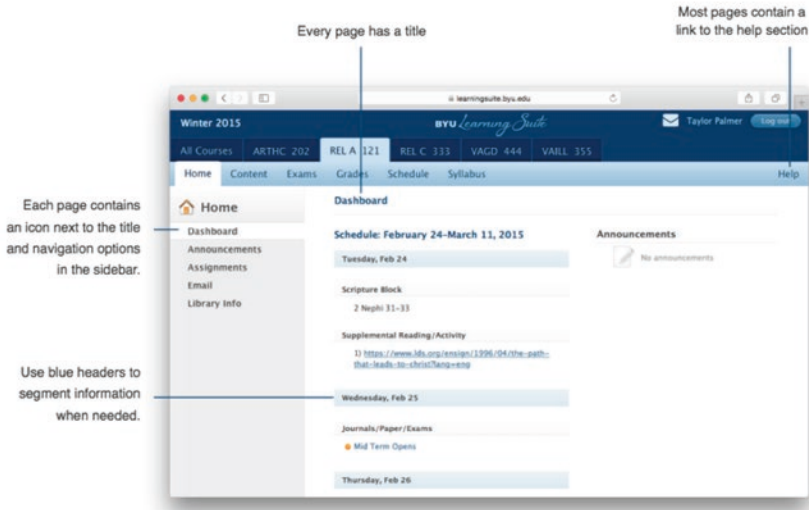 Most pages contain a
link to the help section
Every page has a title
learningsuite.byu.edu
Winter 2015
BYU Learning Suite
Taylor Palmer
Log out
All Courses ARTHC 202 REL A 121 REL C 333 VAGD 444 VAILL 355
Home Content Exams Grades Schedule Syllabus Help
Each page contains
an icon next to the title
and navigation options
in the sidebar.
Home
Dashboard
Announcements
Assignments
Email
Library Info
Dashboard
Schedule: February 24–March 11, 2015
Tuesday, Feb 24
Scripture Block
2 Nephi 31–33
Supplemental Reading/Activity
1) https://www.lds.org/ensign/1996/04/the-path-
that-leads-to-christ?lang=eng
Use blue headers to
segment information
when needed.
Wednesday, Feb 25
Journals/Paper/Exams
Mid Term Opens
Thursday, Feb 26
Announcements
No announcements